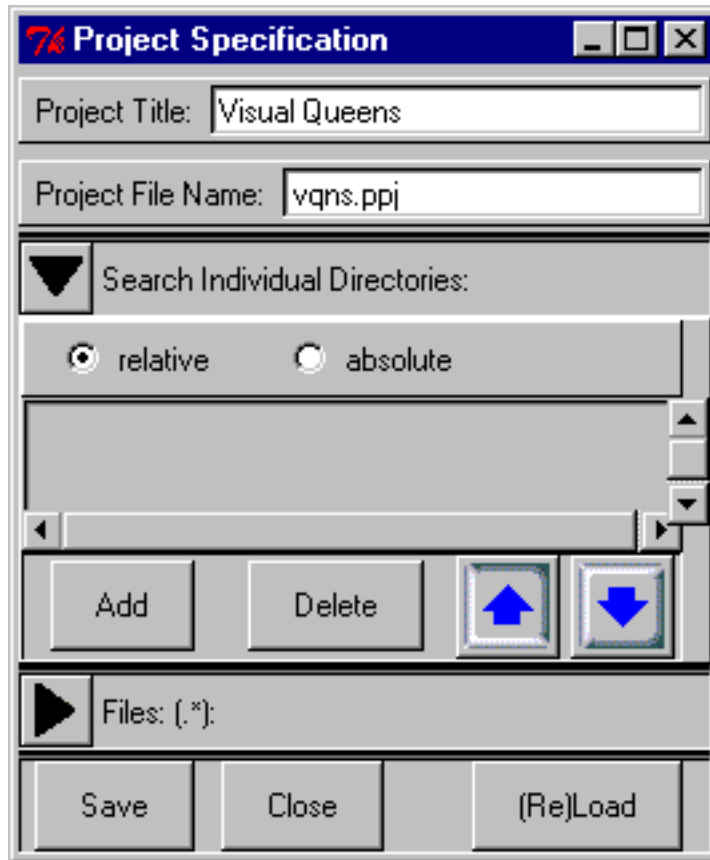 7% Project Specification
Project Title: Visual Queens
Project File Name: vqns.ppj
Search Individual Directories:
relative absolute
Add Delete
Files: (.*):
Save Close (Re)Load